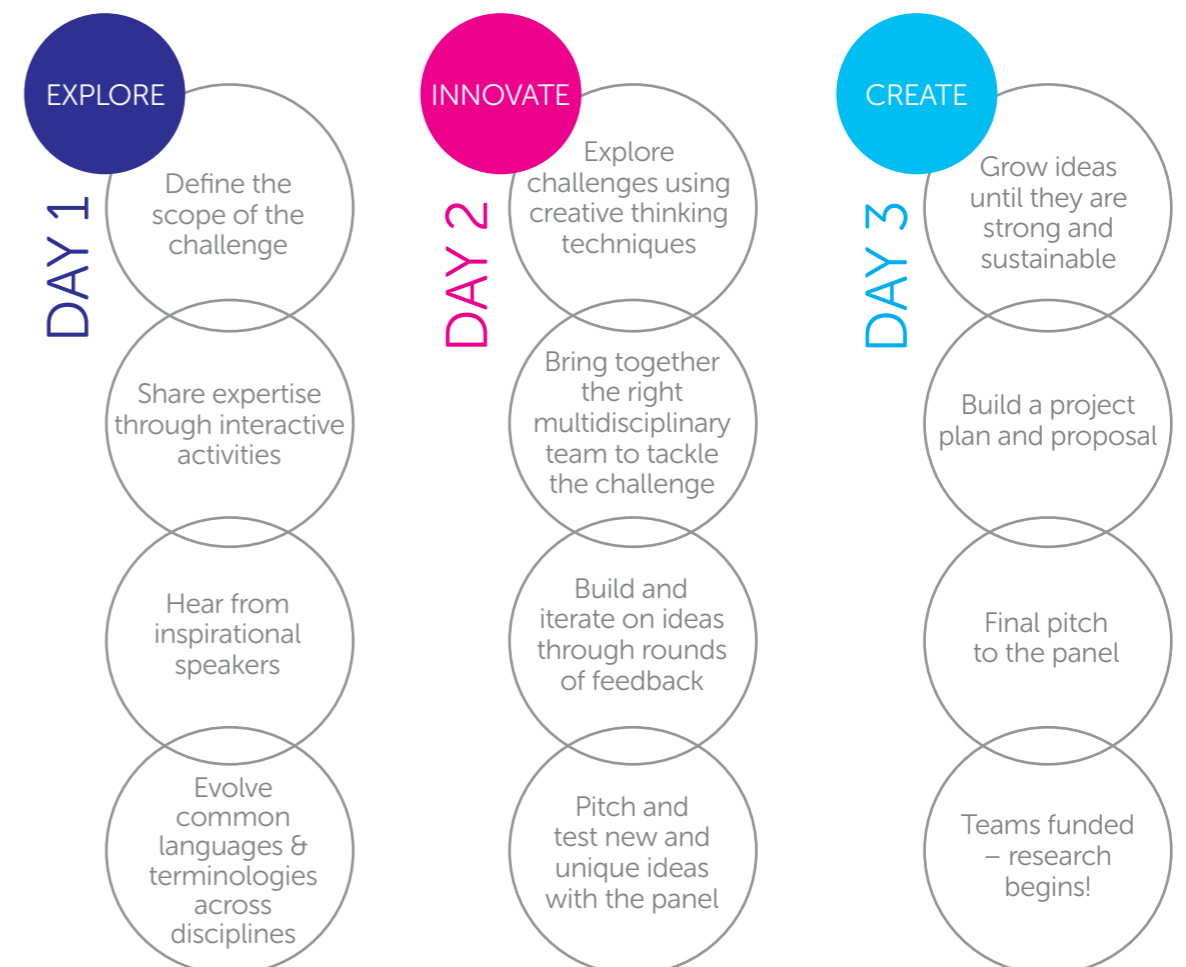 EXPLORE
DAY 1
Define the
scope of the
challenge
Share expertise
through interactive
activities
Hear from
inspirational
speakers
Evolve
common
languages &
terminologies
across
disciplines
INNOVATE
DAY 2
Explore
challenges using
creative thinking
techniques
Bring together
the right
multidisciplinary
team to tackle
the challenge
Build and
iterate on ideas
through rounds
of feedback
Pitch and
test new and
unique ideas
with the panel
CREATE
DAY 3
Grow ideas
until they are
strong and
sustainable
Build a project
plan and proposal
Final pitch
to the panel
Teams funded
– research
begins!